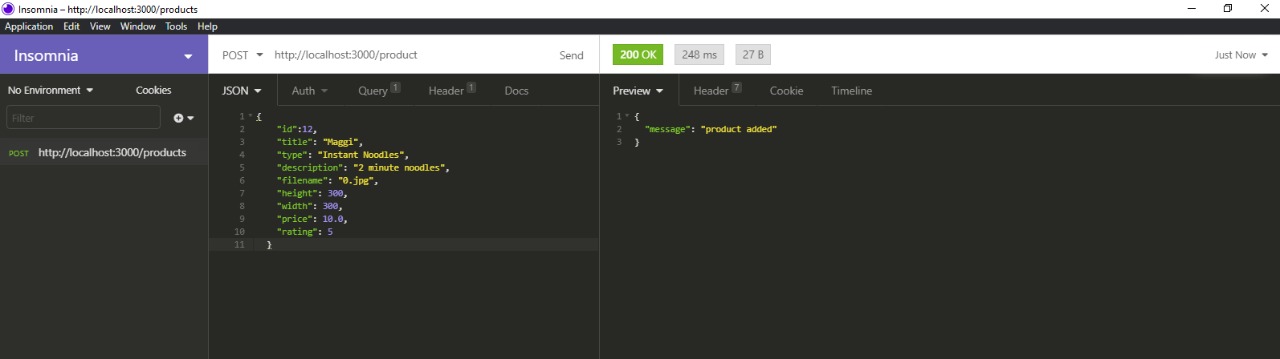 Insomnia – http://localhost:3000/products
Application Edit View Window Tools Help
Insomnia
POST http://localhost:3000/product Send
200 OK 248 ms 27 B Just Now
No Environment Cookies
JSON Auth Query 1 Header 1 Docs
Preview Header 7 Cookie Timeline
Filter
POST http://localhost:3000/products
1 {
2 "id":12,
3 "title": "Maggi",
4 "type": "Instant Noodles",
5 "description": "2 minute noodles",
6 "filename": "0.jpg",
7 "height": 300,
8 "width": 300,
9 "price": 10.0,
10 "rating": 5
11 }
1 {
2 "message": "product added"
3 }